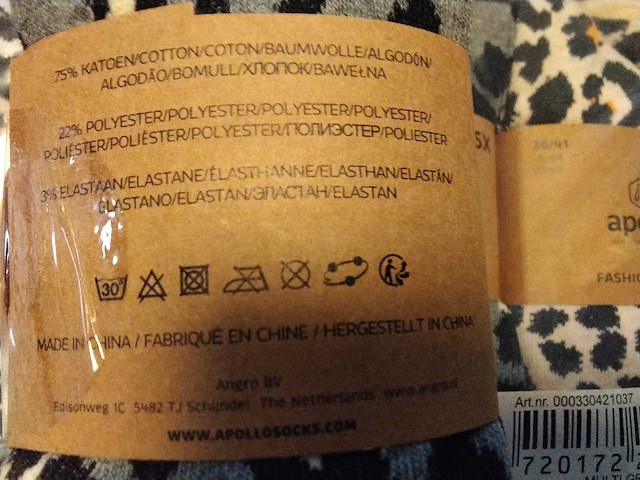 75% KATOEN/COTTON/COTON/BAUMWOLLE/ALGODÓN/
ALGODÃO/BOMULL/ХЛОПОК/BAWEŁNA
22% POLYESTER/POLYESTER/POLYESTER/POLYESTER/
POLIÉSTER/POLIÉSTER/POLYESTER/ПОЛИЭСТЕР/POLIESTER
3% ELASTAAN/ELASTANE/ÉLASTHANNE/ELASTHAN/ELASTÁN/
ELASTANO/ELASTAN/ЭЛАСТАН/ELASTAN
30°
MADE IN CHINA / FABRIQUÉ EN CHINE / HERGESTELLT IN CHINA
Angro BV
Edisonweg 1C 5482 TJ Schijndel The Netherlands www.angro.nl
WWW.APOLLOSOCKS.COM
5X
36/41
apo
FASHIO
Art.nr. 000330421037
720172